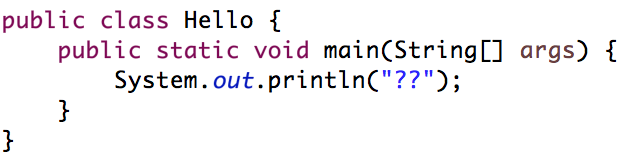 public class Hello {
    public static void main(String[] args) {
        System.out.println("??");
    }
}